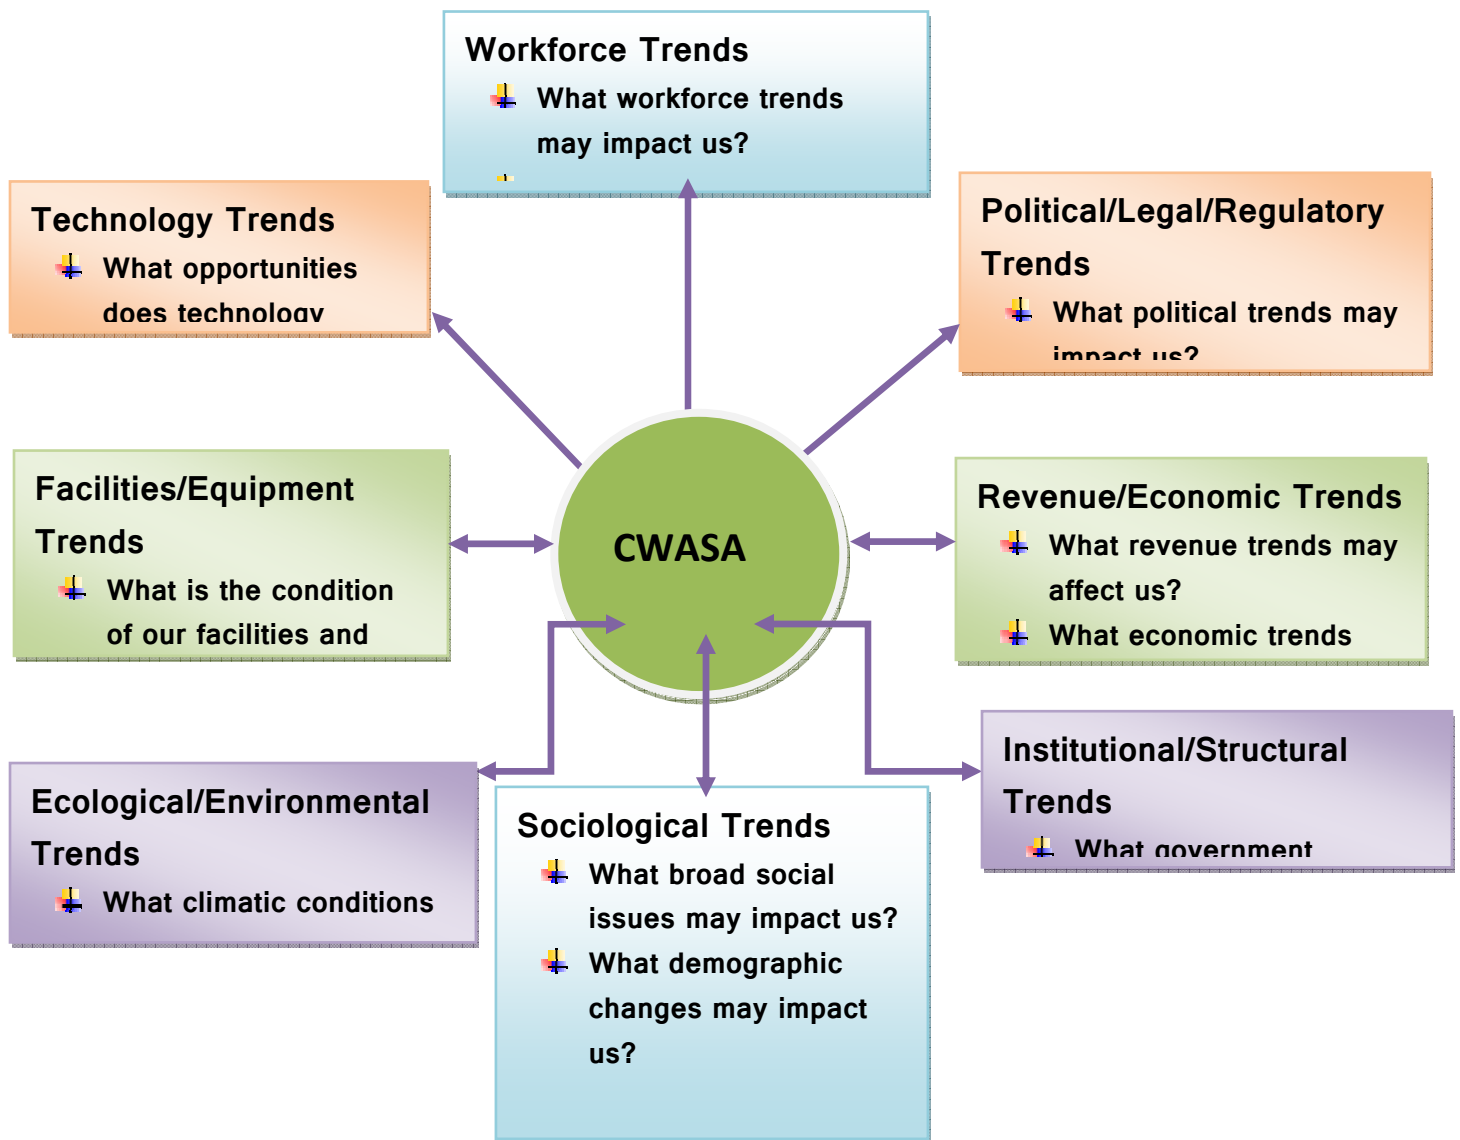 Workforce Trends
What workforce trends
may impact us?
Technology Trends
What opportunities
does technology
Political/Legal/Regulatory
Trends
What political trends may
impact us?
Facilities/Equipment
Trends
What is the condition
of our facilities and
CWASA
Revenue/Economic Trends
What revenue trends may
affect us?
What economic trends
Ecological/Environmental
Trends
What climatic conditions
Sociological Trends
What broad social
issues may impact us?
What demographic
changes may impact
us?
Institutional/Structural
Trends
What government